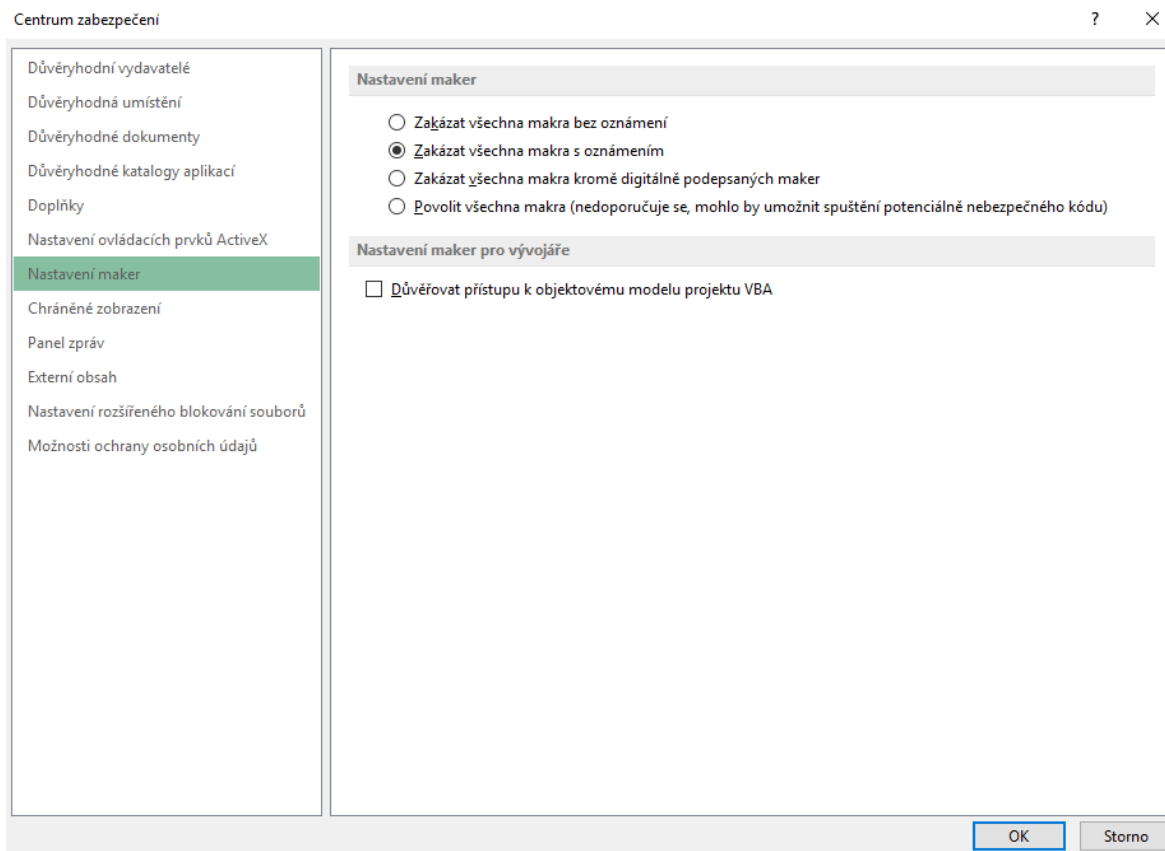 Centrum zabezpečení
?
Důvěryhodní vydavatelé
Důvěryhodná umístění
Důvěryhodné dokumenty
Důvěryhodné katalogy aplikací
Doplňky
Nastavení ovládacích prvků ActiveX
Nastavení maker
Chráněné zobrazení
Panel zpráv
Externí obsah
Nastavení rozšířeného blokování souborů
Možnosti ochrany osobních údajů
Nastavení maker
Zakázat všechna makra bez oznámení
Zakázat všechna makra s oznámením
Zakázat všechna makra kromě digitálně podepsaných maker
Povolit všechna makra (nedoporučuje se, mohlo by umožnit spuštění potenciálně nebezpečného kódu)
Nastavení maker pro vývojáře
Důvěřovat přístupu k objektovému modelu projektu VBA
OK
Storno